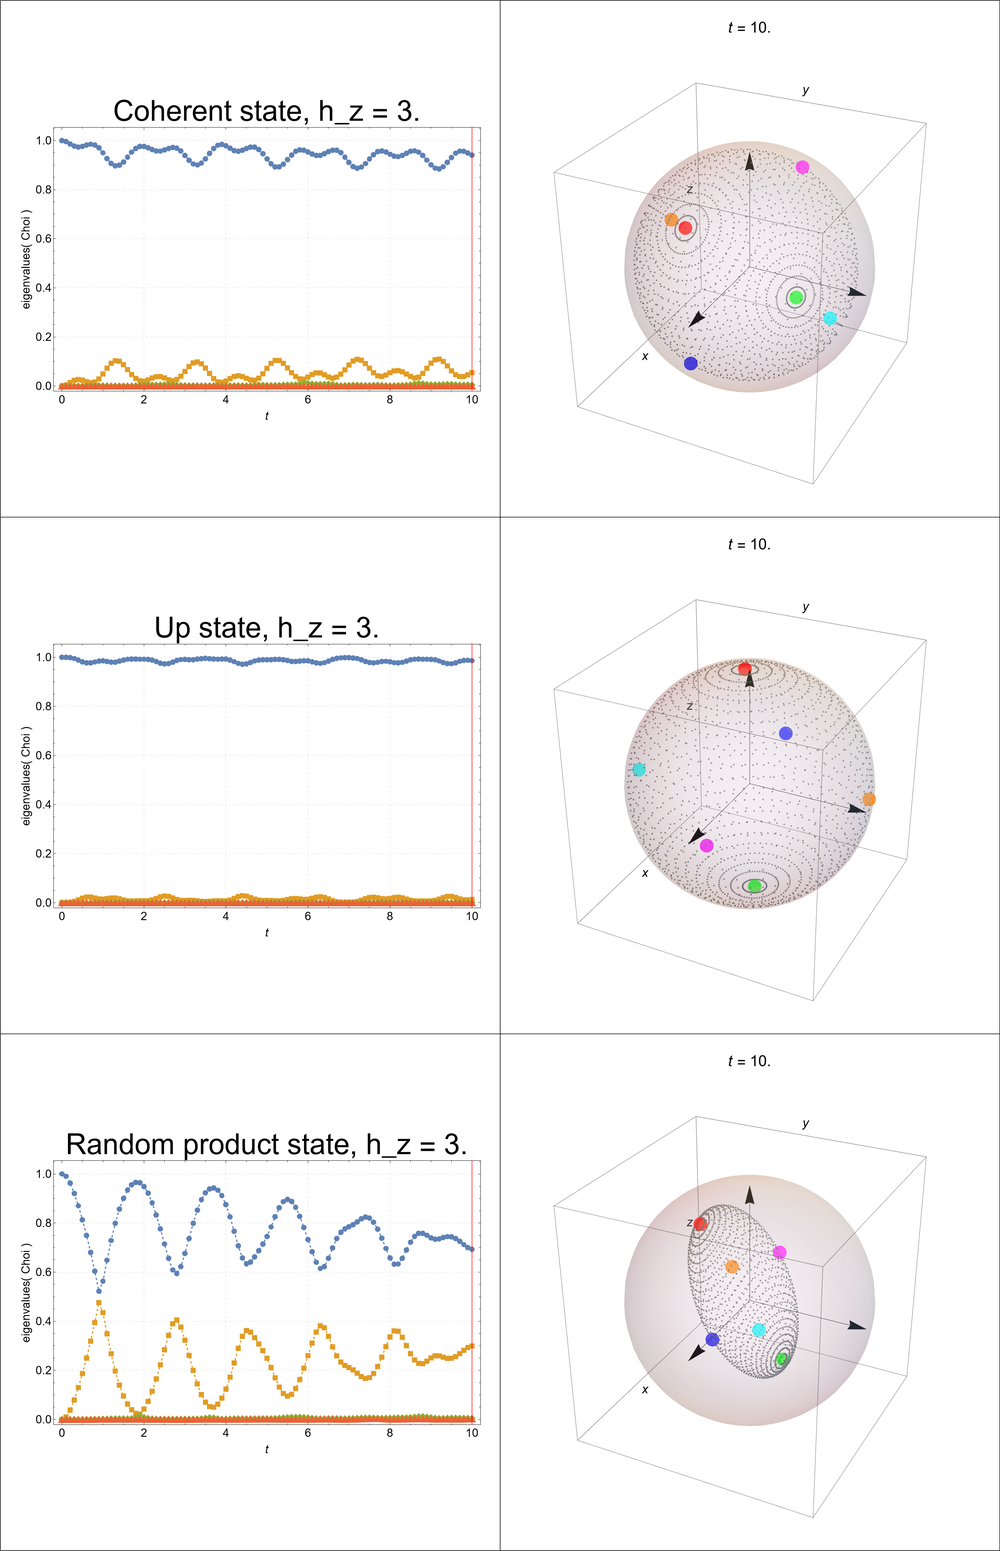 t = 10.
Coherent state, h_z = 3.
y
1.0
0.8
z
eigenvalues( Choi )
0.6
0.4
x
0.2
0.0
0 2 4 6 8 10
t
t = 10.
Up state, h_z = 3.
y
1.0
0.8
z
eigenvalues( Choi )
0.6
0.4
x
0.2
0.0
0 2 4 6 8 10
t
t = 10.
Random product state, h_z = 3.
y
1.0
0.8
z
eigenvalues( Choi )
0.6
0.4
x
0.2
0.0
0 2 4 6 8 10
t